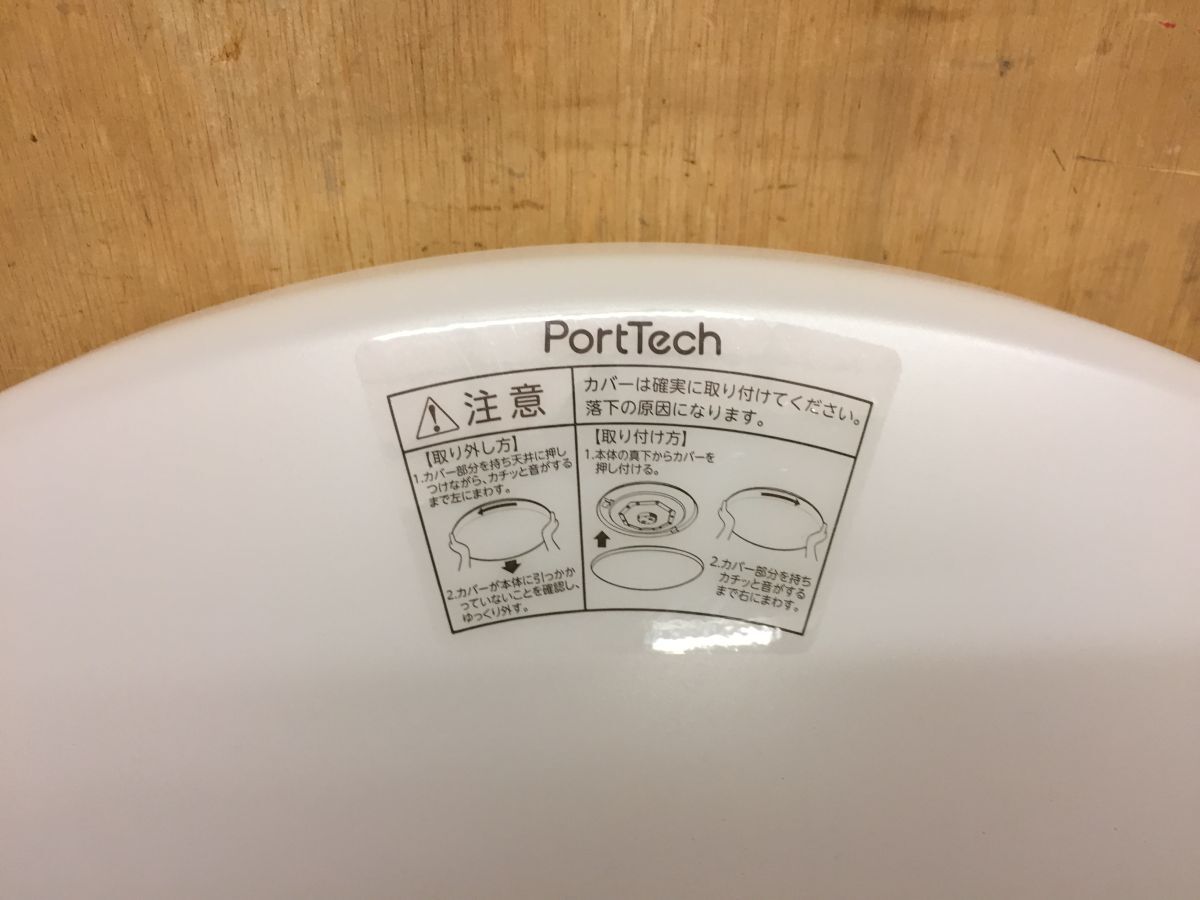 PortTech
注意
カバーは確実に取り付けてください。
落下の原因になります。
【取り外し方】
1.カバー部分を持ち天井に押し
つけながら、カチッと音がする
まで左にまわす。
2.カバーが本体に引っかか
っていないことを確認し、
ゆっくり外す。
【取り付け方】
1.本体の真下からカバーを
押し付ける。
2.カバー部分を持ち
カチッと音がする
まで右にまわす。